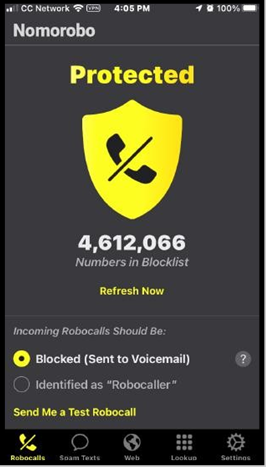 CC Network VPN 4:05 PM 100%
Nomorobo
Protected
4,612,066
Numbers in Blocklist
Refresh Now
Incoming Robocalls Should Be:
Blocked (Sent to Voicemail) ?
Identified as “Robocaller”
Send Me a Test Robocall
Robocalls Spam Texts Web Lookup Settings